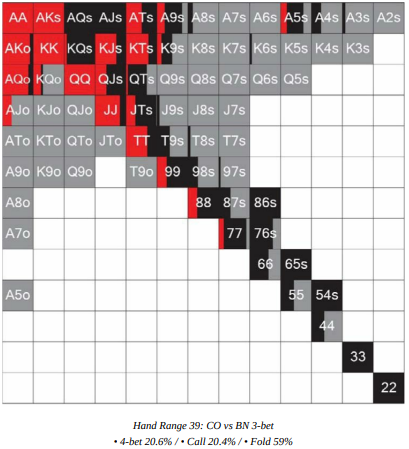 AA AKs AQs AJs ATs A9s A8s A7s A6s A5s A4s A3s A2s
AKo KK KQs KJs KTs K9s K8s K7s K6s K5s K4s K3s
AQo KQo QQ QJs QTs Q9s Q8s Q7s Q6s Q5s
AJo KJo QJo JJ JTs J9s J8s J7s
ATo KTo QTo JTo TT T9s T8s T7s
A9o K9o Q9o T9o 99 98s 97s
A8o 88 87s 86s
A7o 77 76s
66 65s
A5o 55 54s
44
33
22
Hand Range 39: CO vs BN 3-bet
• 4-bet 20.6% / • Call 20.4% / • Fold 59%